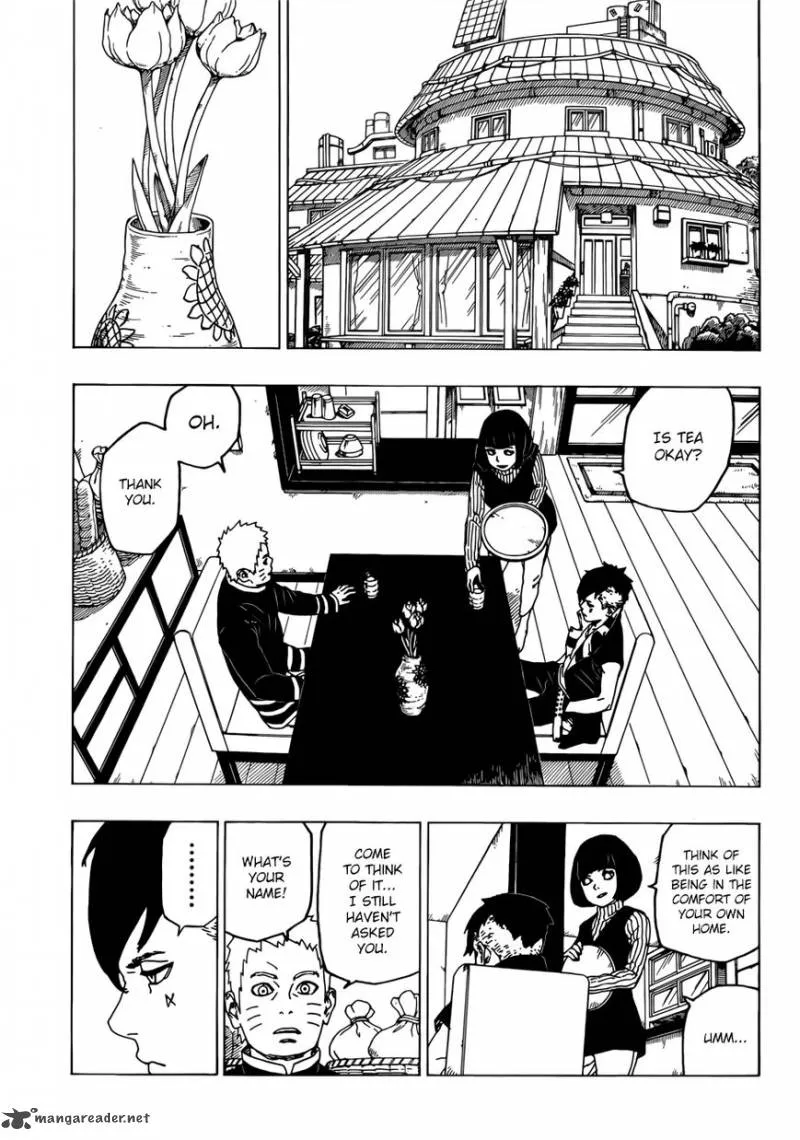 IS TEA
OKAY?
OH.
THANK
YOU.
THINK OF
THIS AS LIKE
BEING IN THE
COMFORT OF
YOUR OWN
HOME.
UMM...
COME
TO THINK
OF IT...
I STILL
HAVEN'T
ASKED
YOU.
WHAT'S
YOUR
NAME!
.........
mangareader.net